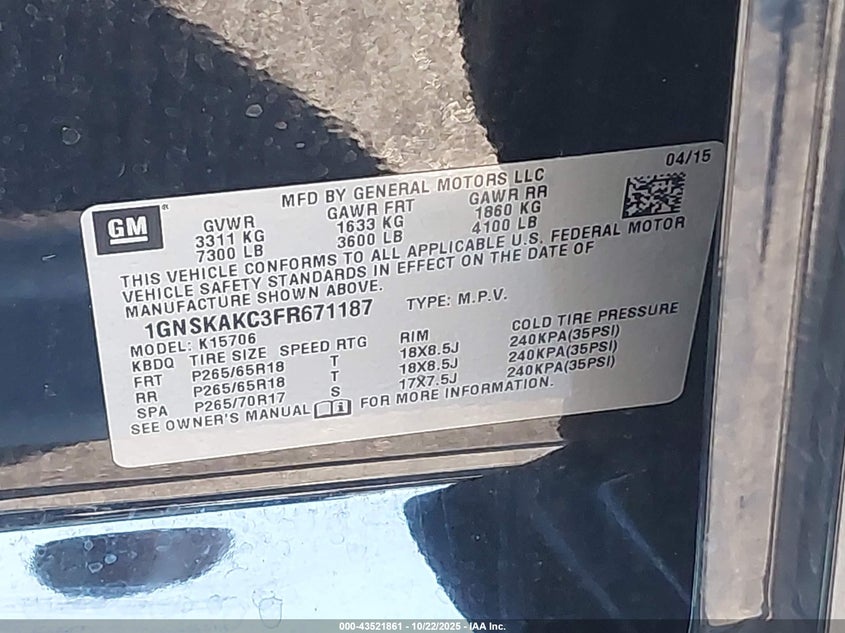 04/15
MFD BY GENERAL MOTORS LLC
GM®
GVWR GAWR FRT GAWR RR
3311 KG 1633 KG 1860 KG
7300 LB 3600 LB 4100 LB
THIS VEHICLE CONFORMS TO ALL APPLICABLE U.S. FEDERAL MOTOR
VEHICLE SAFETY STANDARDS IN EFFECT ON THE DATE OF
MANUFACTURE SHOWN ABOVE.
1GNSKAKC3FR671187 TYPE: M.P.V.
MODEL: K15706
KBDQ TIRE SIZE SPEED RTG RIM COLD TIRE PRESSURE
FRT P265/65R18 T 18X8.5J 240KPA(35PSI)
RR P265/65R18 T 18X8.5J 240KPA(35PSI)
SPA P265/70R17 S 17X7.5J 240KPA(35PSI)
SEE OWNER'S MANUAL FOR MORE INFORMATION.
000-43521861 - 10/22/2025 - IAA Inc.